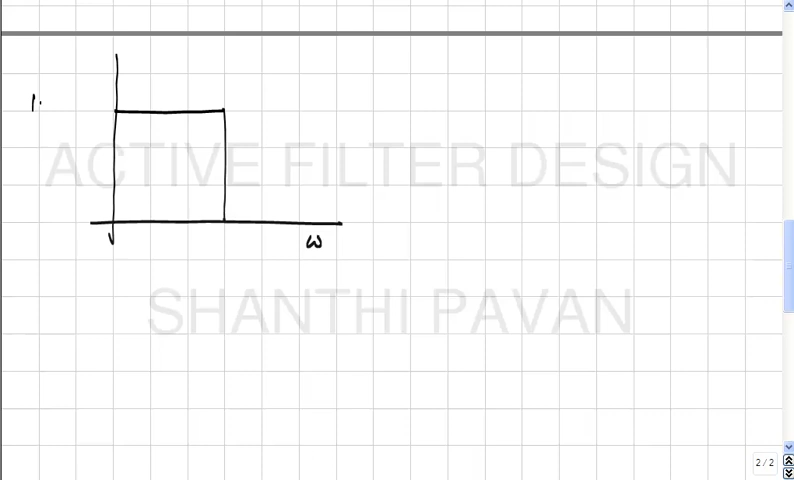 1.
ACTIVE FILTER DESIGN
ω
SHANTHI PAVAN
2 / 2